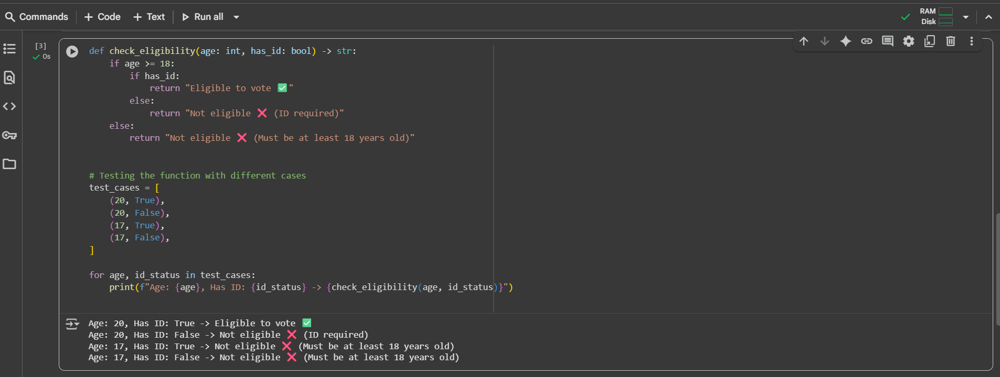 Commands + Code + Text Run all
RAM
Disk
[3]
0s
def check_eligibility(age: int, has_id: bool) -> str:
    if age >= 18:
        if has_id:
            return "Eligible to vote ✅"
        else:
            return "Not eligible ❌ (ID required)"
    else:
        return "Not eligible ❌ (Must be at least 18 years old)"
# Testing the function with different cases
test_cases = [
    (20, True),
    (20, False),
    (17, True),
    (17, False),
]
for age, id_status in test_cases:
    print(f"Age: {age}, Has ID: {id_status} -> {check_eligibility(age, id_status)}")
Age: 20, Has ID: True -> Eligible to vote ✅
Age: 20, Has ID: False -> Not eligible ❌ (ID required)
Age: 17, Has ID: True -> Not eligible ❌ (Must be at least 18 years old)
Age: 17, Has ID: False -> Not eligible ❌ (Must be at least 18 years old)